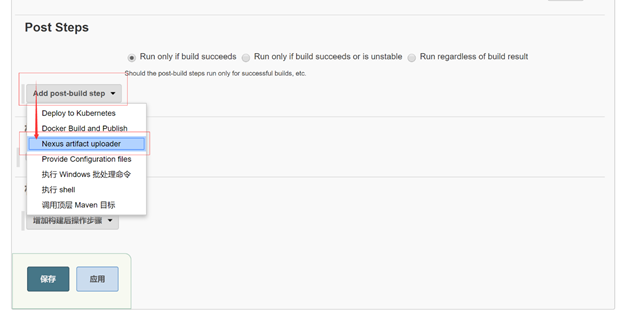 Post Steps
Run only if build succeeds Run only if build succeeds or is unstable Run regardless of build result
Should the post-build steps run only for successful builds, etc.
Add post-build step
Deploy to Kubernetes
Docker Build and Publish
Nexus artifact uploader
Provide Configuration files
执行 Windows 批处理命令
执行 shell
调用顶层 Maven 目标
增加构建后操作步骤
保存 应用